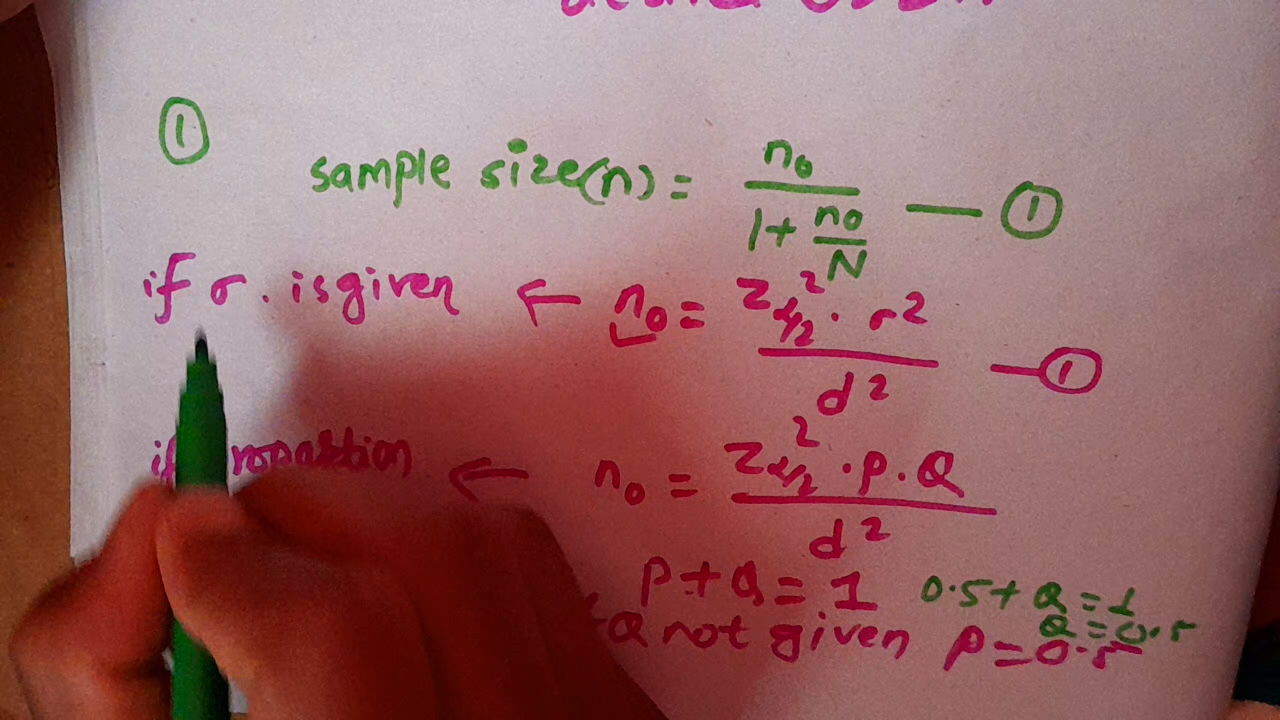 ①
sample size(n) = n₀ / (1 + n₀/N) — ①
if σ. is given ← n₀ = Z²α/2 · σ² / d² — ①
if ← n₀ = Z²α/2 · P · Q / d²
P + Q = 1 0.5 + Q = 1
Q = 0.5
Q not given P = 0.5